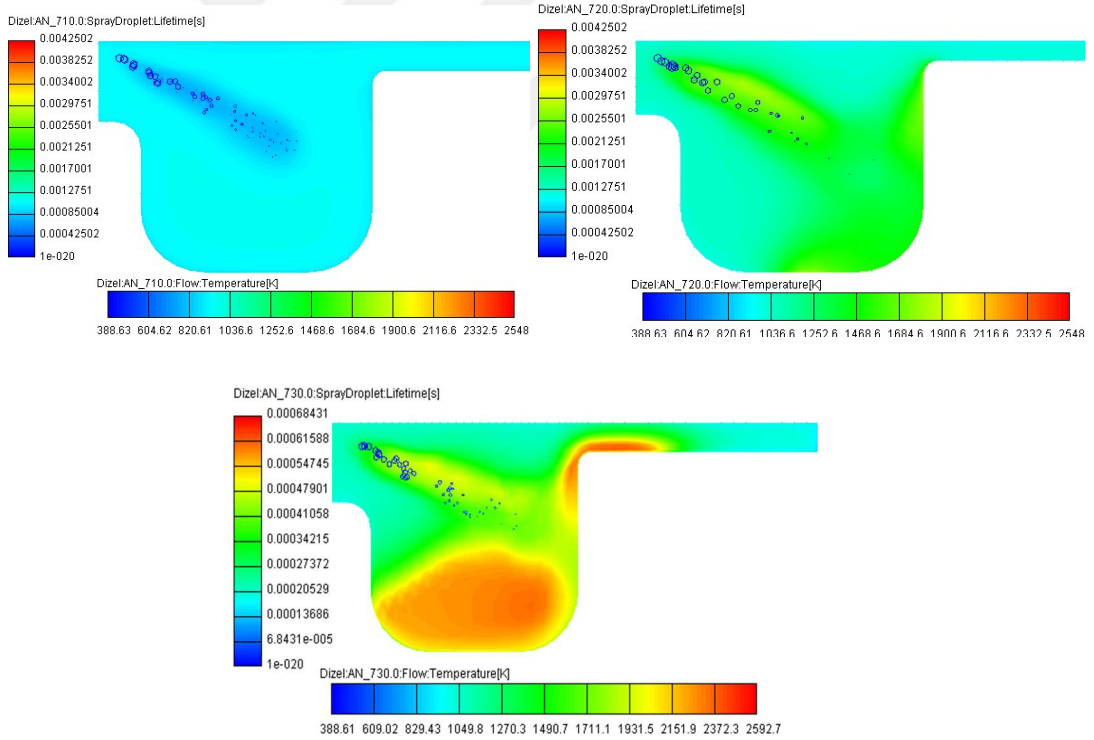 Dizel:AN_710.0:SprayDroplet:Lifetime[s]
0.0042502
0.0038252
0.0034002
0.0029751
0.0025501
0.0021251
0.0017001
0.0012751
0.00085004
0.00042502
1e-020
Dizel:AN_710.0:Flow:Temperature[K]
388.63 604.62 820.61 1036.6 1252.6 1468.6 1684.6 1900.6 2116.6 2332.5 2548
Dizel:AN_720.0:SprayDroplet:Lifetime[s]
0.0042502
0.0038252
0.0034002
0.0029751
0.0025501
0.0021251
0.0017001
0.0012751
0.00085004
0.00042502
1e-020
Dizel:AN_720.0:Flow:Temperature[K]
388.63 604.62 820.61 1036.6 1252.6 1468.6 1684.6 1900.6 2116.6 2332.5 2548
Dizel:AN_730.0:SprayDroplet:Lifetime[s]
0.00068431
0.00061588
0.00054745
0.00047901
0.00041058
0.00034215
0.00027372
0.00020529
0.00013686
6.8431e-005
1e-020
Dizel:AN_730.0:Flow:Temperature[K]
388.61 609.02 829.43 1049.8 1270.3 1490.7 1711.1 1931.5 2151.9 2372.3 2592.7